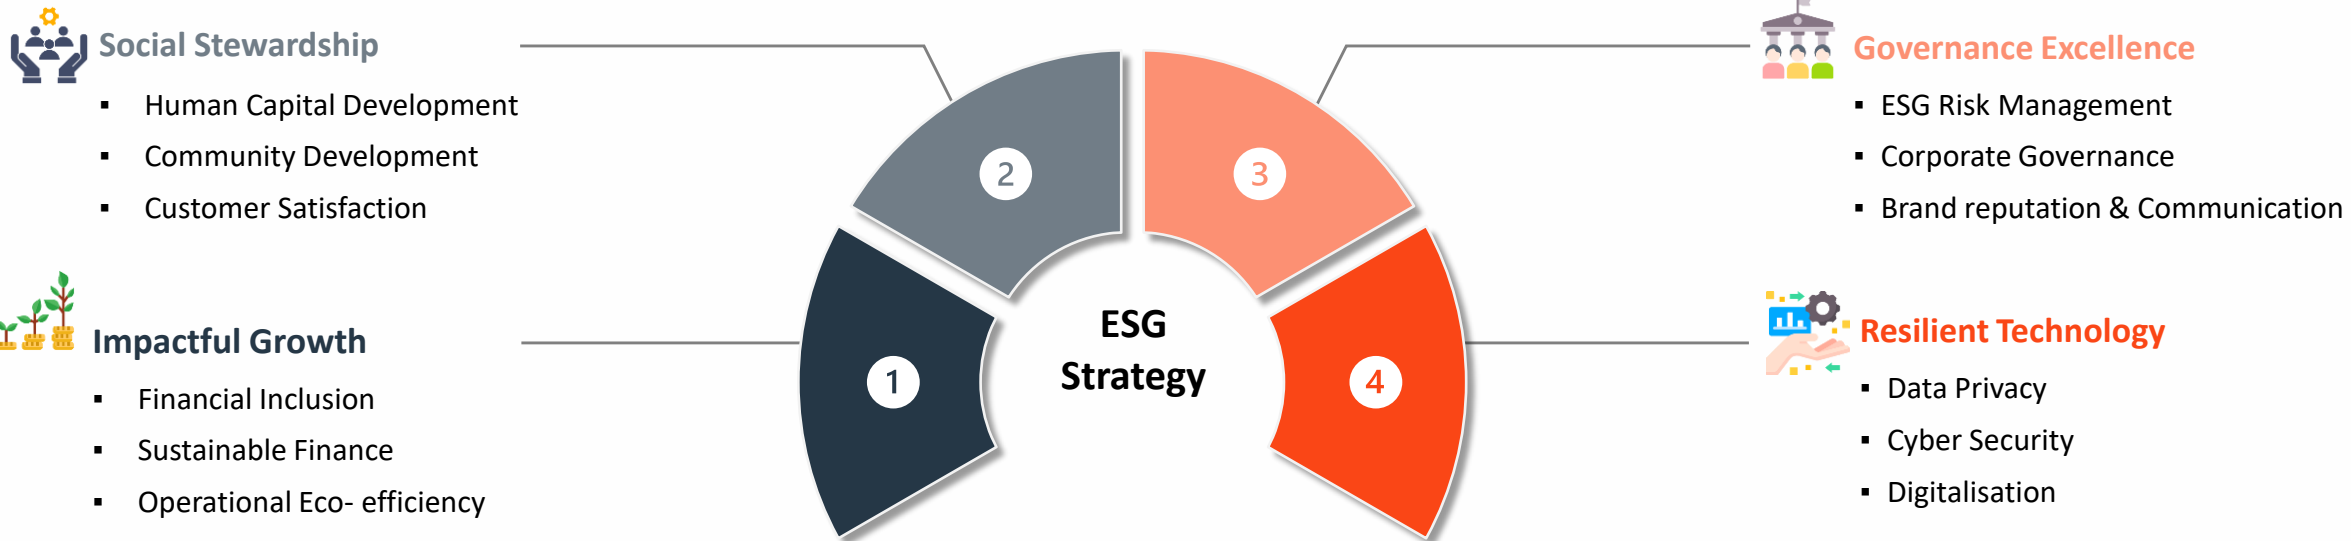 Social Stewardship
▪ Human Capital Development
▪ Community Development
▪ Customer Satisfaction
Impactful Growth
▪ Financial Inclusion
▪ Sustainable Finance
▪ Operational Eco- efficiency
2
3
1
4
ESG
Strategy
Governance Excellence
▪ ESG Risk Management
▪ Corporate Governance
▪ Brand reputation & Communication
Resilient Technology
▪ Data Privacy
▪ Cyber Security
▪ Digitalisation